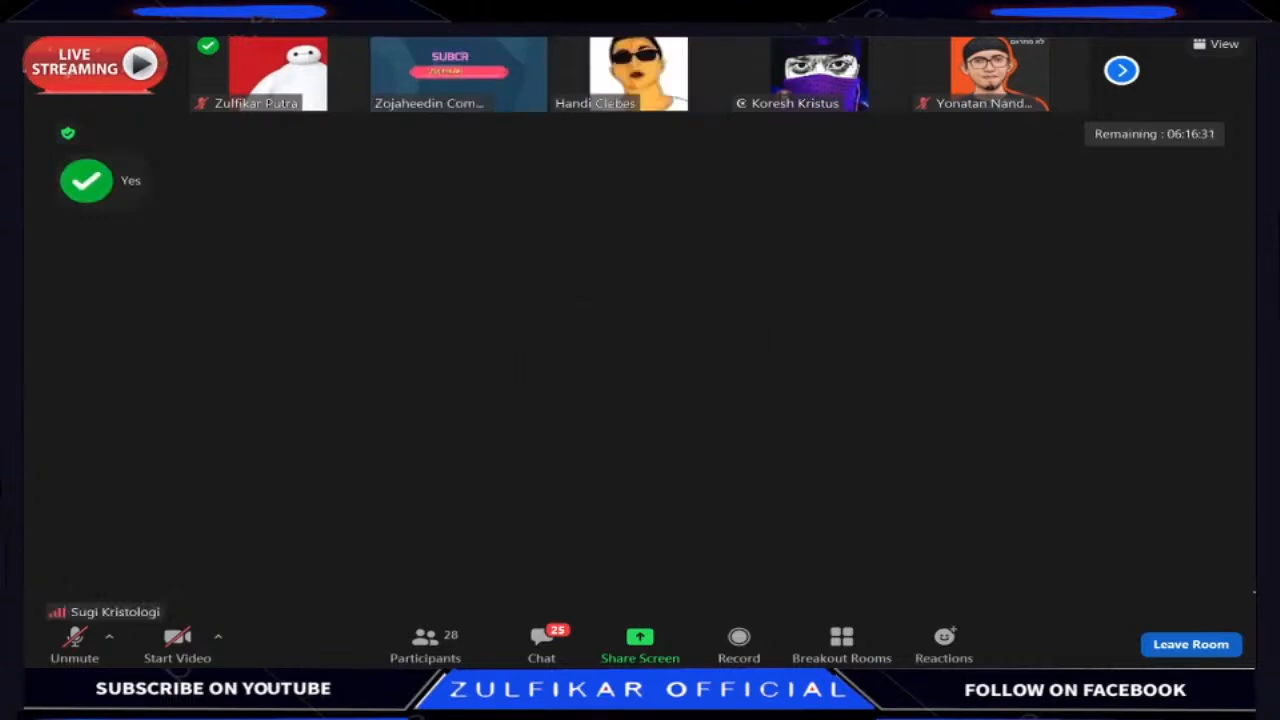 LIVE
STREAMING
Zulfikar Putra
SUBCR
Zojaheedin Com...
Handi Clebes
Koresh Kristus
Yonatan Nand...
View
Remaining : 06:16:31
Yes
Sugi Kristologi
28
25
Unmute
Start Video
Participants
Chat
Share Screen
Record
Breakout Rooms
Reactions
Leave Room
SUBSCRIBE ON YOUTUBE
ZULFIKAR OFFICIAL
FOLLOW ON FACEBOOK